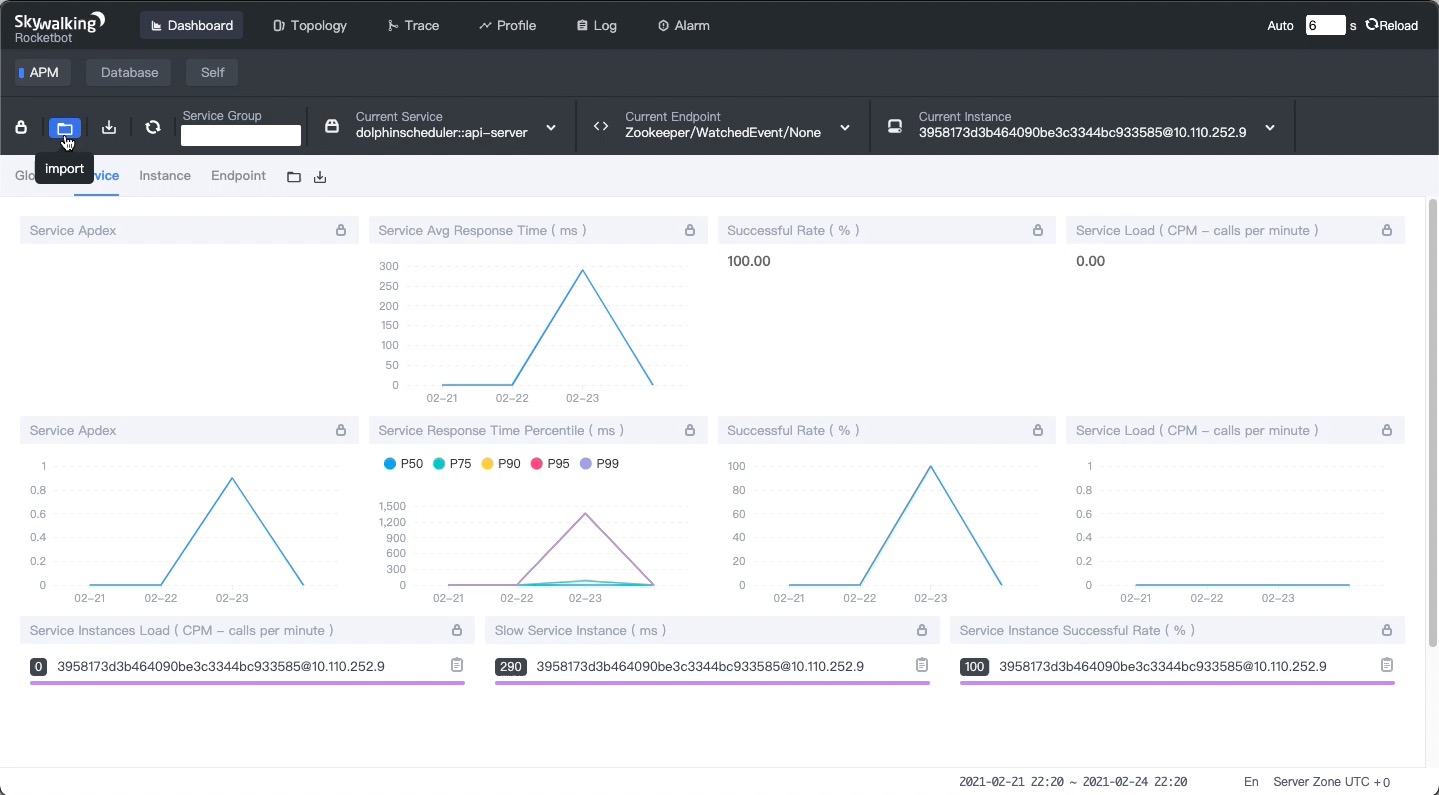 Skywalking
Rocketbot
Dashboard
Topology
Trace
Profile
Log
Alarm
Auto 6 s Reload
APM
Database
Self
Service Group
Current Service
dolphinscheduler::api-server
Current Endpoint
Zookeeper/WatchedEvent/None
Current Instance
3958173d3b464090be3c3344bc933585@10.110.252.9
import
Glo
vice
Instance
Endpoint
Service Apdex
Service Avg Response Time ( ms )
Successful Rate ( % )
Service Load ( CPM – calls per minute )
300
250
200
150
100
50
0
02-21
02-22
02-23
100.00
0.00
Service Apdex
Service Response Time Percentile ( ms )
Successful Rate ( % )
Service Load ( CPM – calls per minute )
1
0.8
0.6
0.4
0.2
0
02-21
02-22
02-23
P50
P75
P90
P95
P99
1,500
1,200
900
600
300
0
02-21
02-22
02-23
100
80
60
40
20
0
02-21
02-22
02-23
1
0.8
0.6
0.4
0.2
0
02-21
02-22
02-23
Service Instances Load ( CPM – calls per minute )
Slow Service Instance ( ms )
Service Instance Successful Rate ( % )
0 3958173d3b464090be3c3344bc933585@10.110.252.9
290 3958173d3b464090be3c3344bc933585@10.110.252.9
100 3958173d3b464090be3c3344bc933585@10.110.252.9
2021-02-21 22:20 ~ 2021-02-24 22:20
En
Server Zone UTC +0